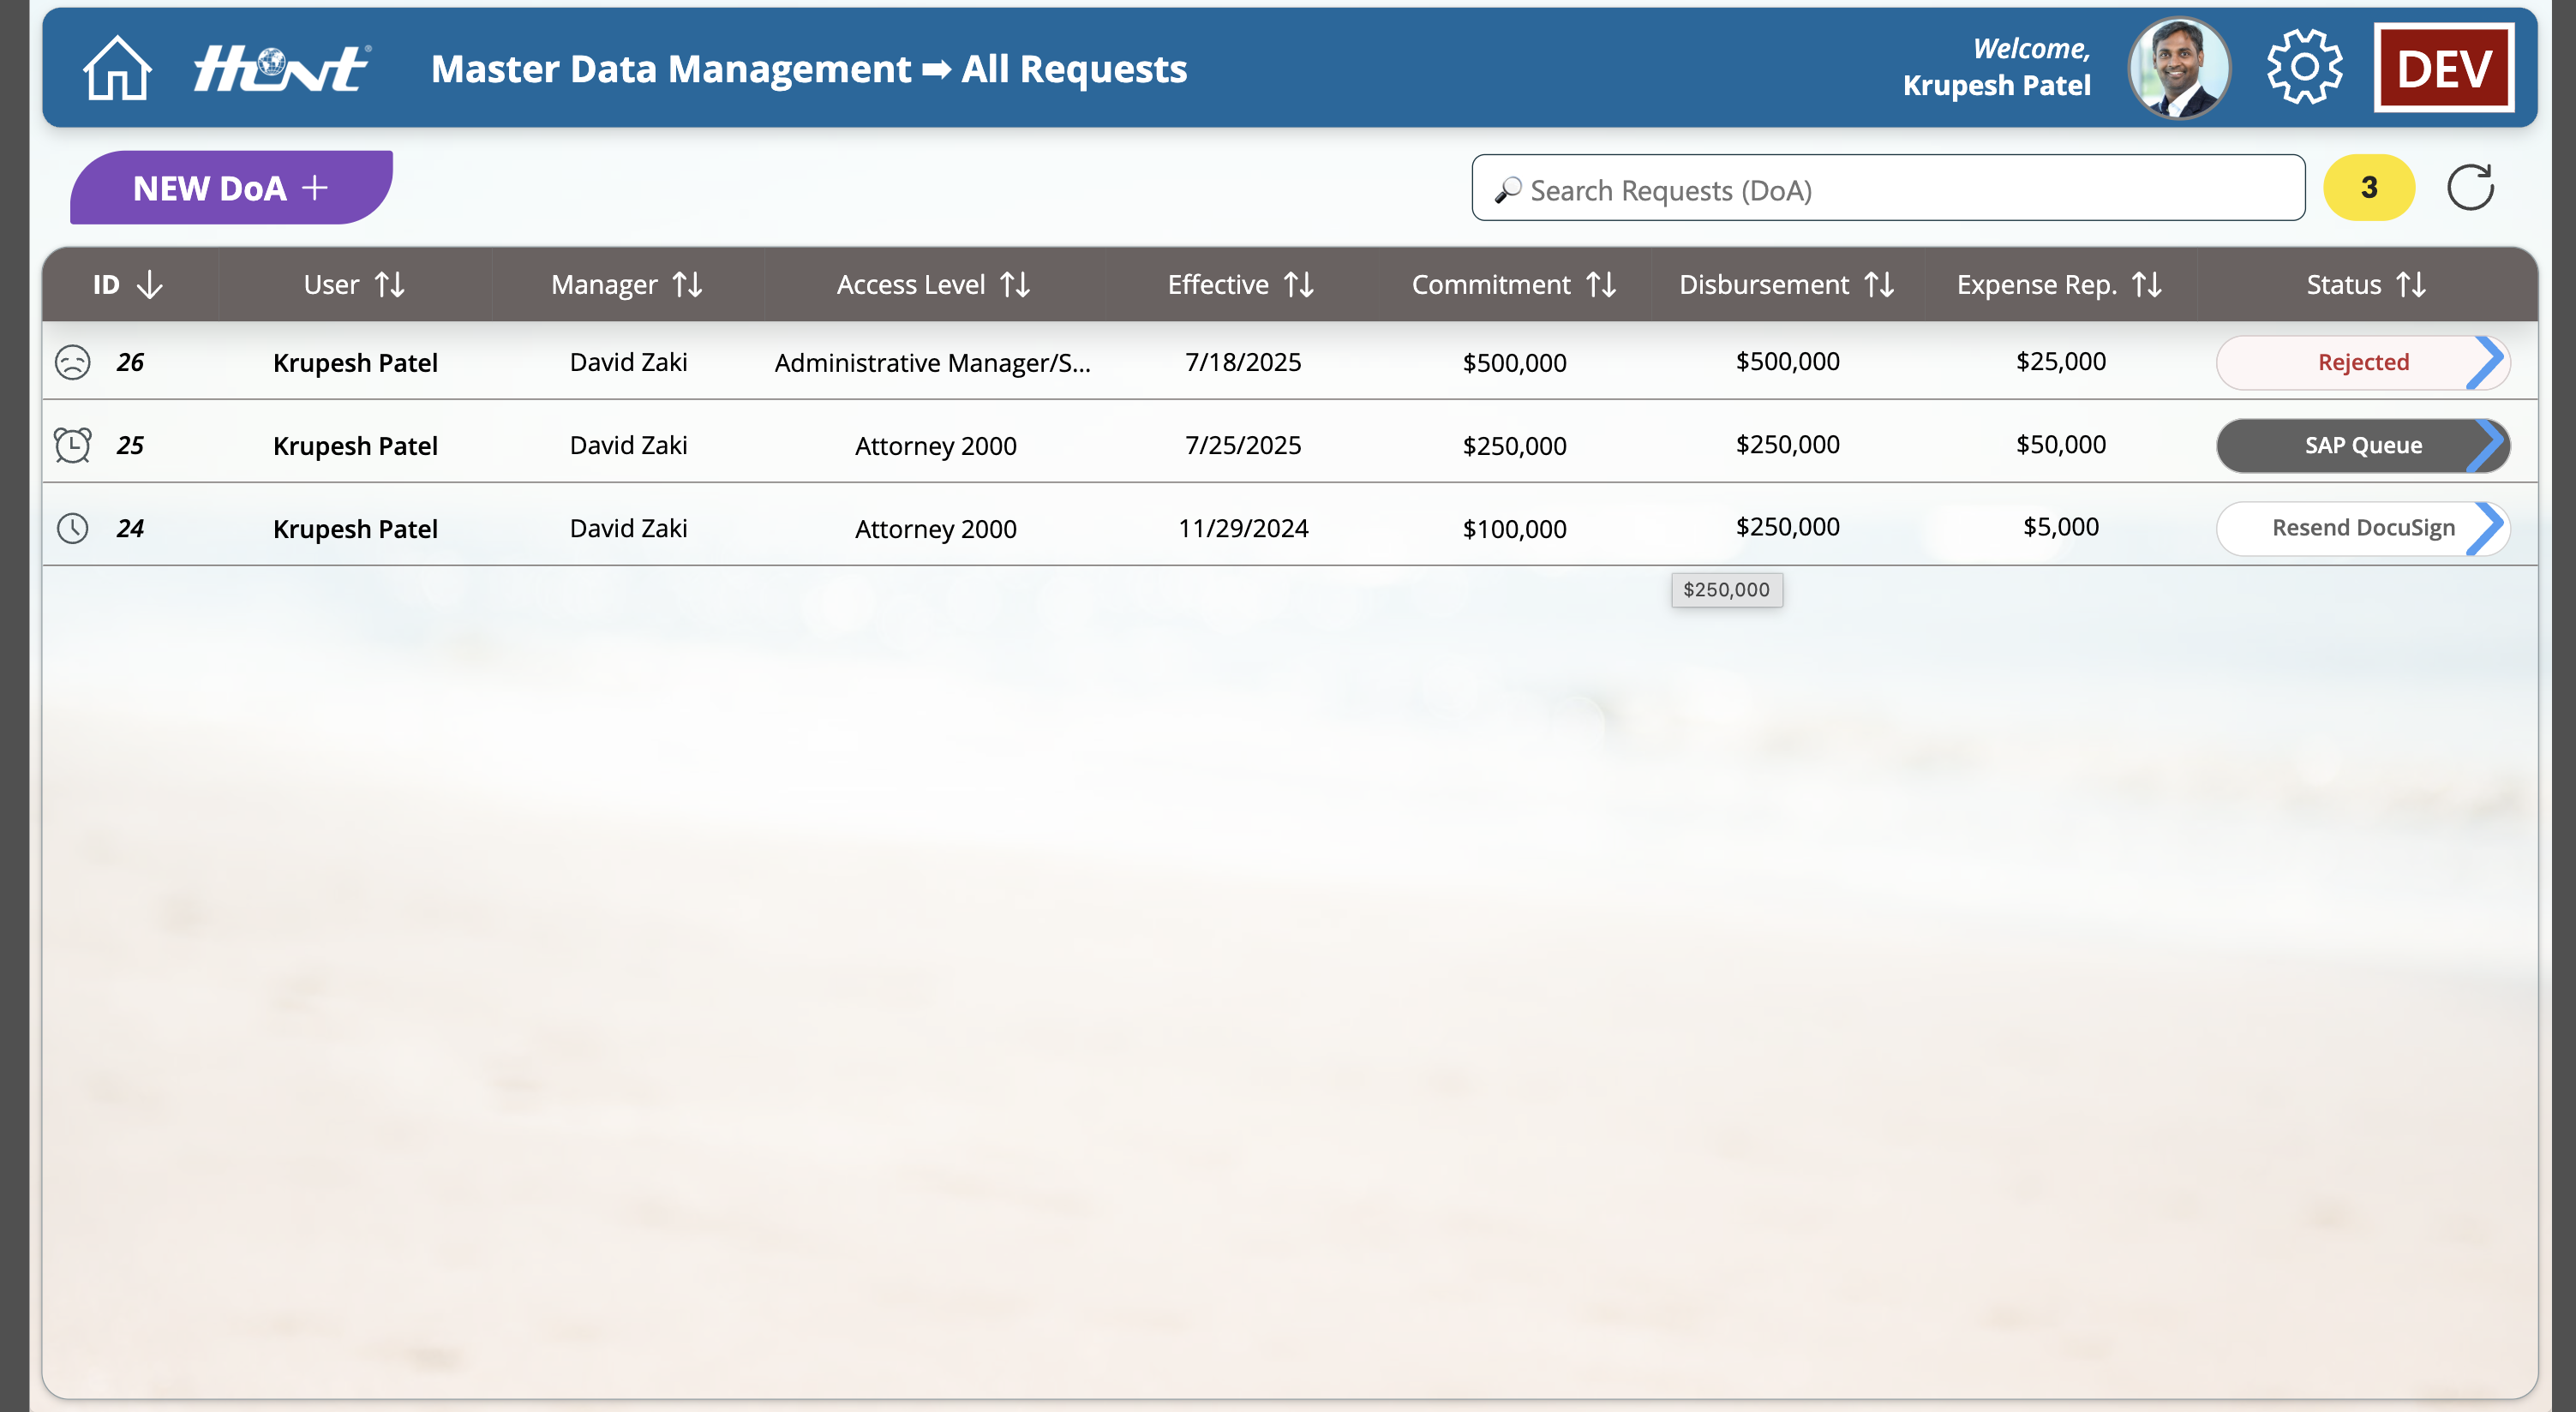 Hunt®
Master Data Management ➡ All Requests
Welcome,
Krupesh Patel
DEV
NEW DoA +
🔎 Search Requests (DoA)
3
ID ↓ User ↑↓ Manager ↑↓ Access Level ↑↓ Effective ↑↓ Commitment ↑↓ Disbursement ↑↓ Expense Rep. ↑↓ Status ↑↓
26 Krupesh Patel David Zaki Administrative Manager/S... 7/18/2025 $500,000 $500,000 $25,000 Rejected
25 Krupesh Patel David Zaki Attorney 2000 7/25/2025 $250,000 $250,000 $50,000 SAP Queue
24 Krupesh Patel David Zaki Attorney 2000 11/29/2024 $100,000 $250,000 $5,000 Resend DocuSign
$250,000